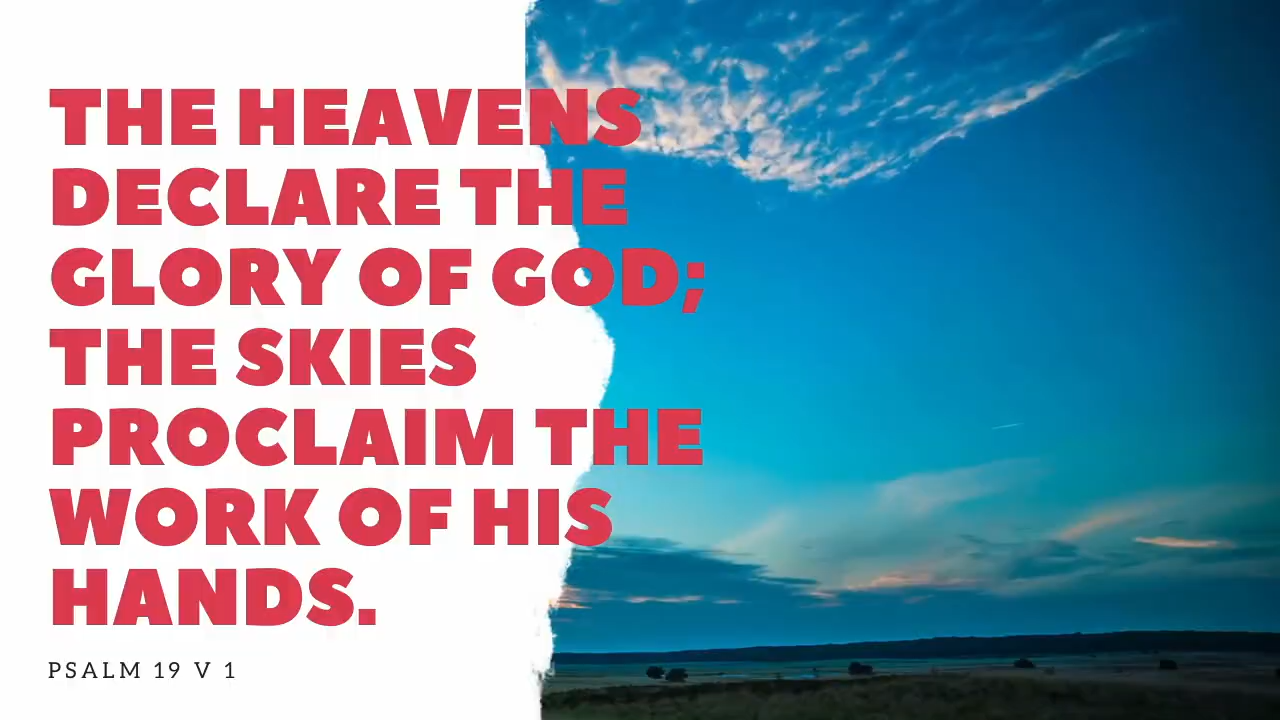 THE HEAVENS
DECLARE THE
GLORY OF GOD;
THE SKIES
PROCLAIM THE
WORK OF HIS
HANDS.
PSALM 19 V 1